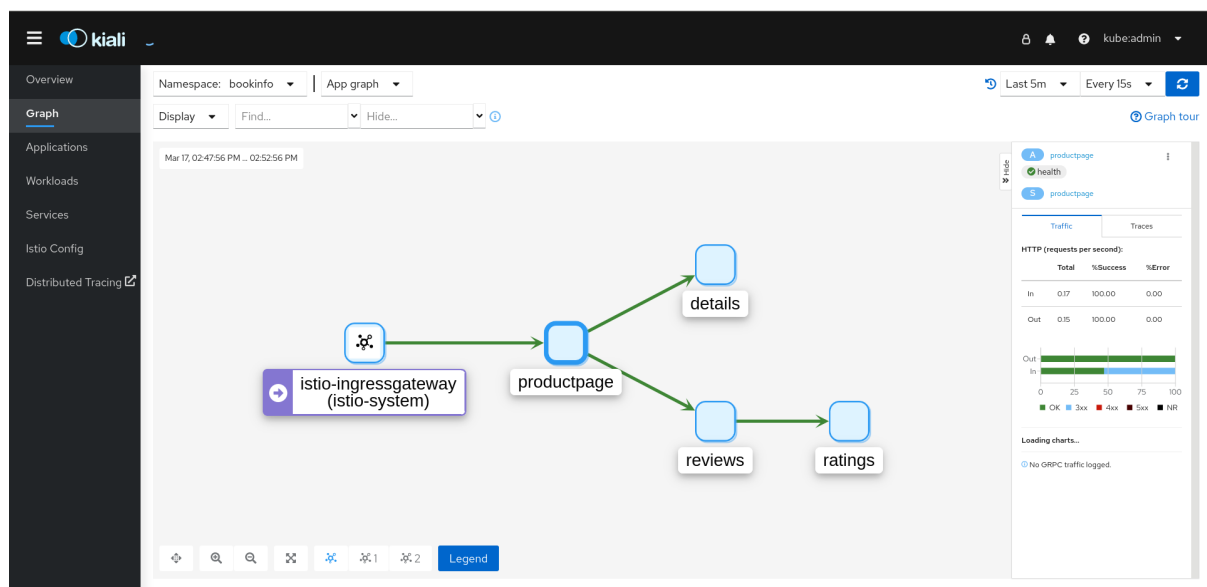 kiali
kube:admin
Overview
Graph
Applications
Workloads
Services
Istio Config
Distributed Tracing
Namespace: bookinfo
App graph
Last 5m
Every 15s
Display
Find...
Hide...
Graph tour
Mar 17, 02:47:56 PM ... 02:52:56 PM
Hide
details
istio-ingressgateway
(istio-system)
productpage
reviews
ratings
1
2
Legend
A productpage
health
S productpage
Traffic Traces
HTTP (requests per second):
Total %Success %Error
In 0.17 100.00 0.00
Out 0.15 100.00 0.00
Out
In
0 25 50 75 100
OK 3xx 4xx 5xx NR
Loading charts...
No GRPC traffic logged.